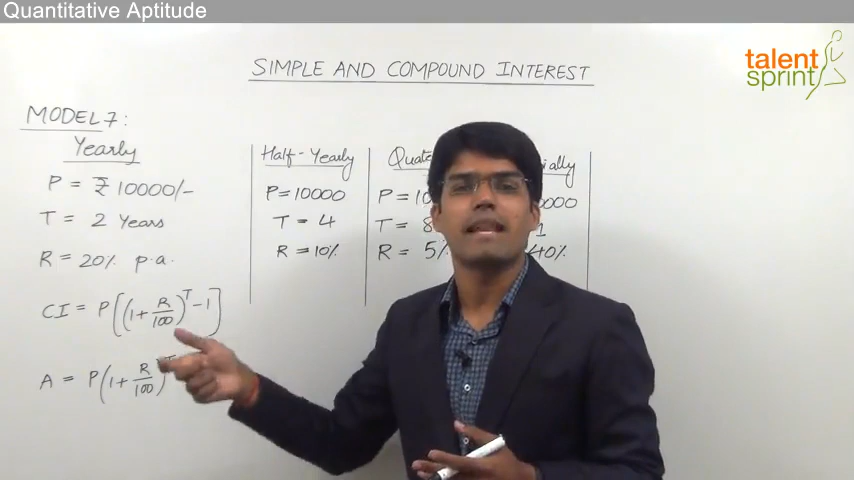 Quantitative Aptitude
talent
sprint
SIMPLE AND COMPOUND INTEREST
MODEL 7:
Yearly
P = ₹ 10000/-
T = 2 Years
R = 20% p.a.
CI = P[(1+R/100)^T-1]
A = P(1+R/100)^T
Half-Yearly
P=10000
T = 4
R = 10%
P = 10
T = 8
R = 5%
0000
1
40%